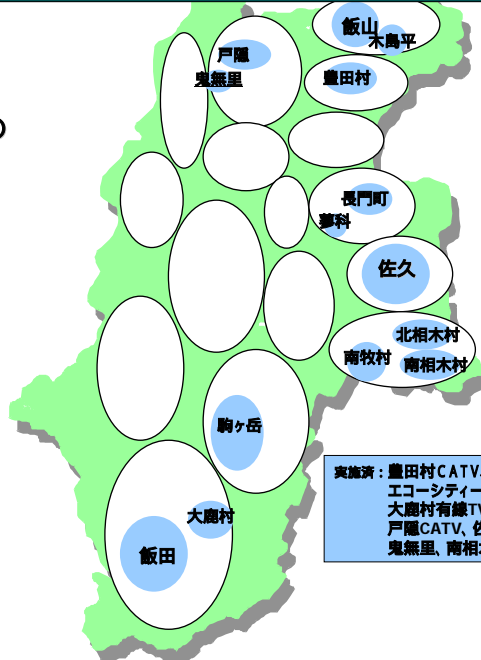 飯山
木島平
戸隠
鬼無里
豊田村
長門町
蓼科
佐久
北相木村
南牧村
南相木村
駒ヶ岳
大鹿村
飯田
実施済：豊田村CATV、
エコーシティー
大鹿村有線TV
戸隠CATV、佐
鬼無里、南相木